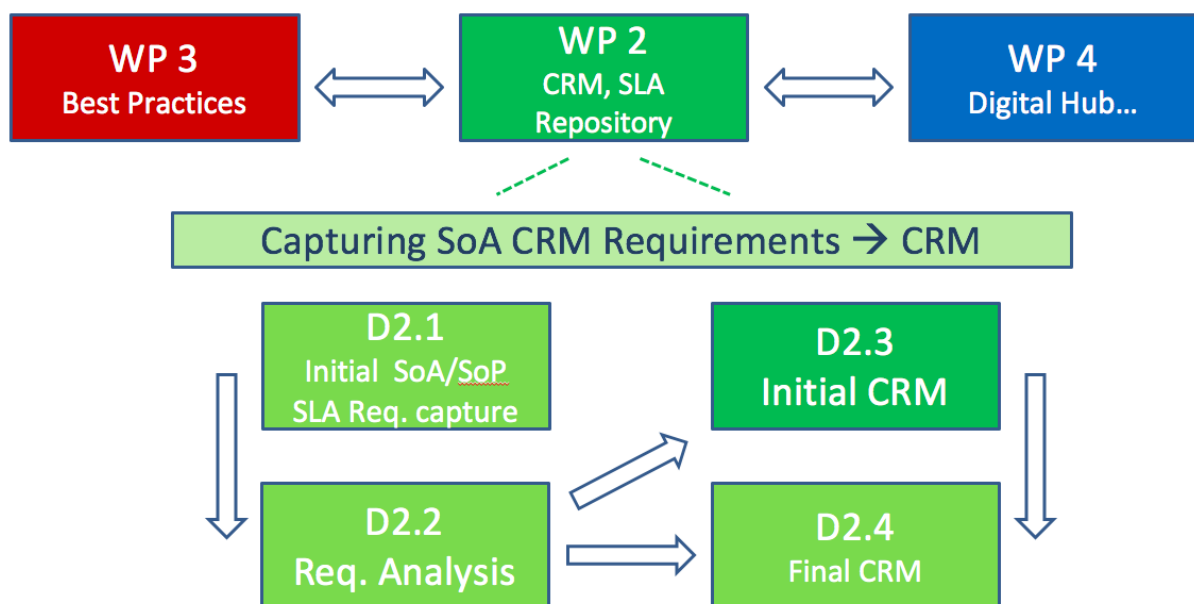 WP 3
Best Practices
WP 2
CRM, SLA
Repository
WP 4
Digital Hub...
Capturing SoA CRM Requirements → CRM
D2.1
Initial SoA/SoP
SLA Req. capture
D2.3
Initial CRM
D2.2
Req. Analysis
D2.4
Final CRM